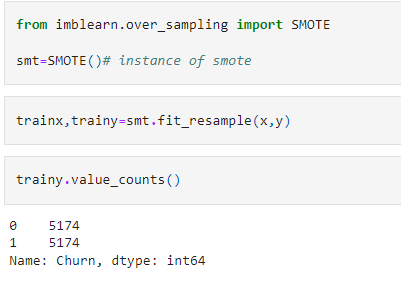 from imblearn.over_sampling import SMOTE
smt=SMOTE()# instance of smote
trainx,trainy=smt.fit_resample(x,y)
trainy.value_counts()
0    5174
1    5174
Name: Churn, dtype: int64